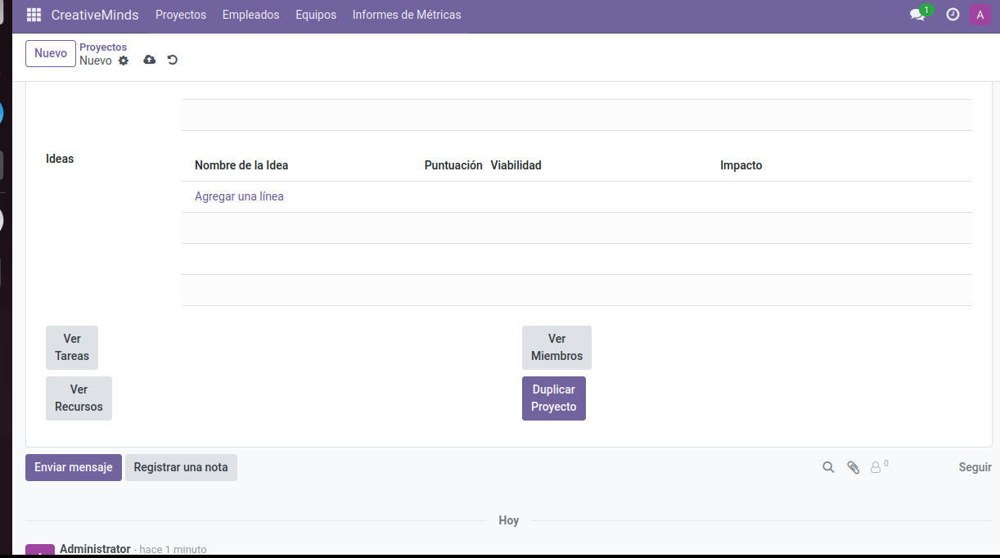 CreativeMinds Proyectos Empleados Equipos Informes de Métricas 1 A
Nuevo
Proyectos
Nuevo
Ideas
Nombre de la Idea Puntuación Viabilidad Impacto
Agregar una línea
Ver
Tareas
Ver
Miembros
Ver
Recursos
Duplicar
Proyecto
Enviar mensaje Registrar una nota 0 Seguir
Hoy
Administrator - hace 1 minuto